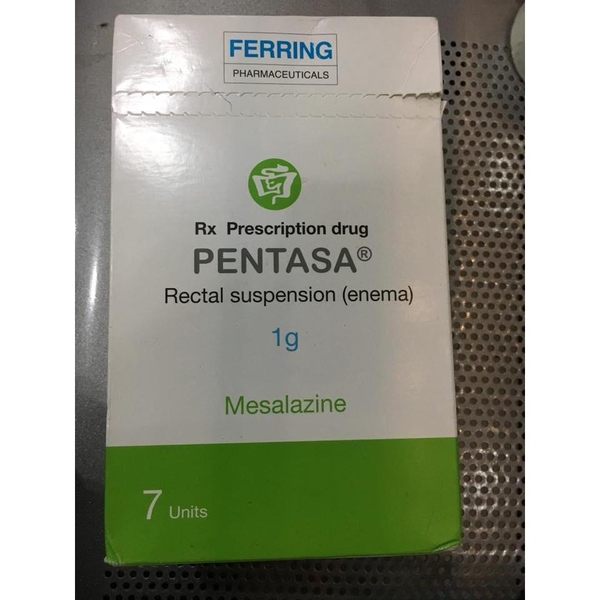 FERRING
PHARMACEUTICALS
Rx Prescription drug
PENTASA®
Rectal suspension (enema)
1g
Mesalazine
7 Units